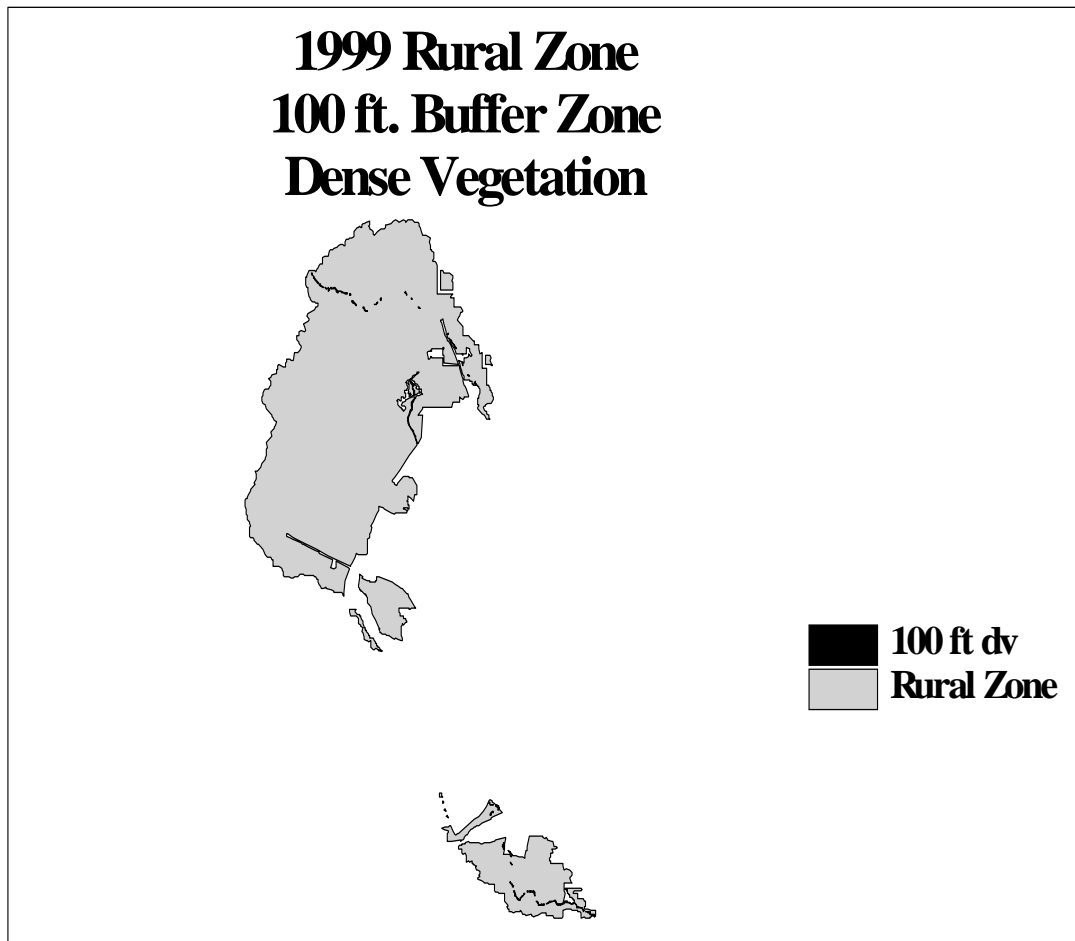 1999 Rural Zone
100 ft. Buffer Zone
Dense Vegetation
100 ft dv
Rural Zone